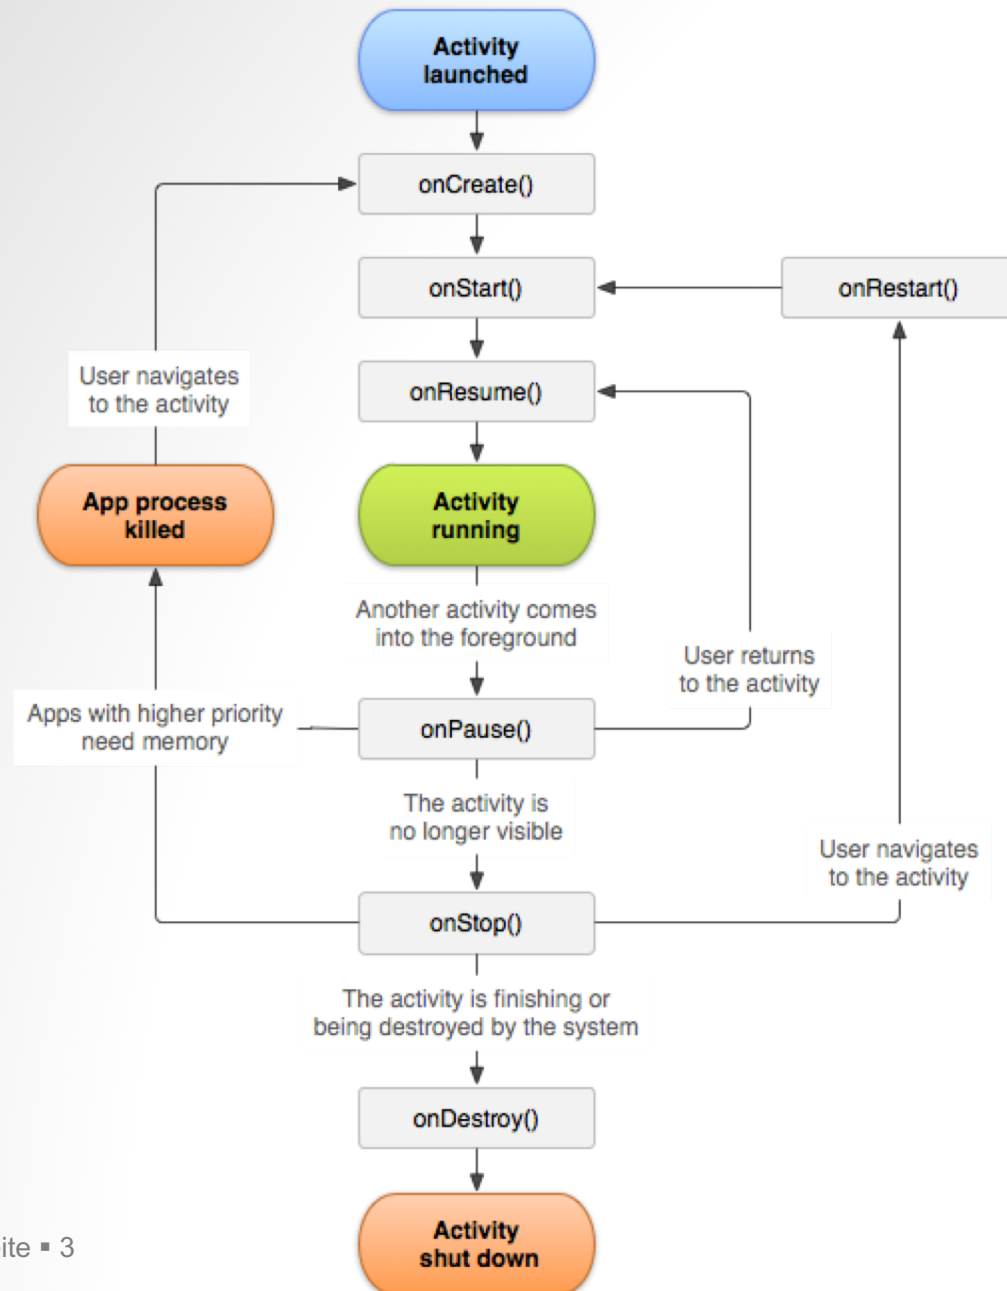 Activity
launched
onCreate()
onStart()
onRestart()
User navigates
to the activity
onResume()
App process
killed
Activity
running
Another activity comes
into the foreground
User returns
to the activity
Apps with higher priority
need memory
onPause()
The activity is
no longer visible
User navigates
to the activity
onStop()
The activity is finishing or
being destroyed by the system
onDestroy()
Activity
shut down
ite ▪ 3